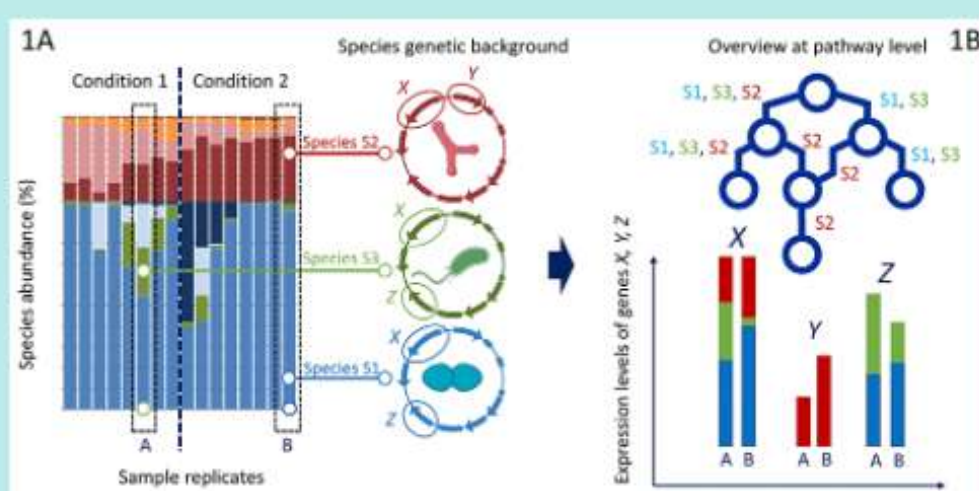 1A
Species genetic background
Overview at pathway level
1B
Condition 1
Condition 2
X
Y
Species S2
S1, S3, S2
S1, S3
S1, S3, S2
S2
S2
S1, S3
S2
X
Species S3
Z
X
Species S1
Z
Species abundance (%)
A
B
Sample replicates
Expression levels of genes X, Y, Z
X
Y
Z
A B
A B
A B